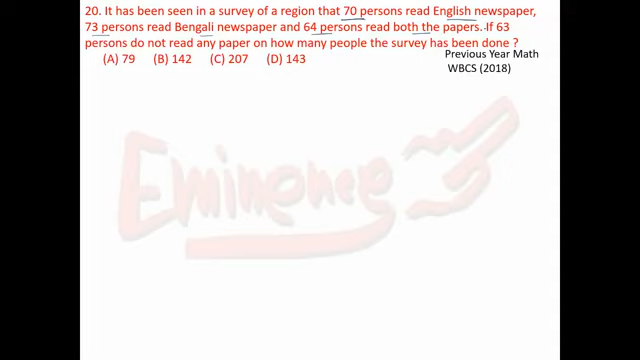 20. It has been seen in a survey of a region that 70 persons read English newspaper,
73 persons read Bengali newspaper and 64 persons read both the papers. If 63
persons do not read any paper on how many people the survey has been done ?
(A) 79 (B) 142 (C) 207 (D) 143
Previous Year Math
WBCS (2018)
Eminence